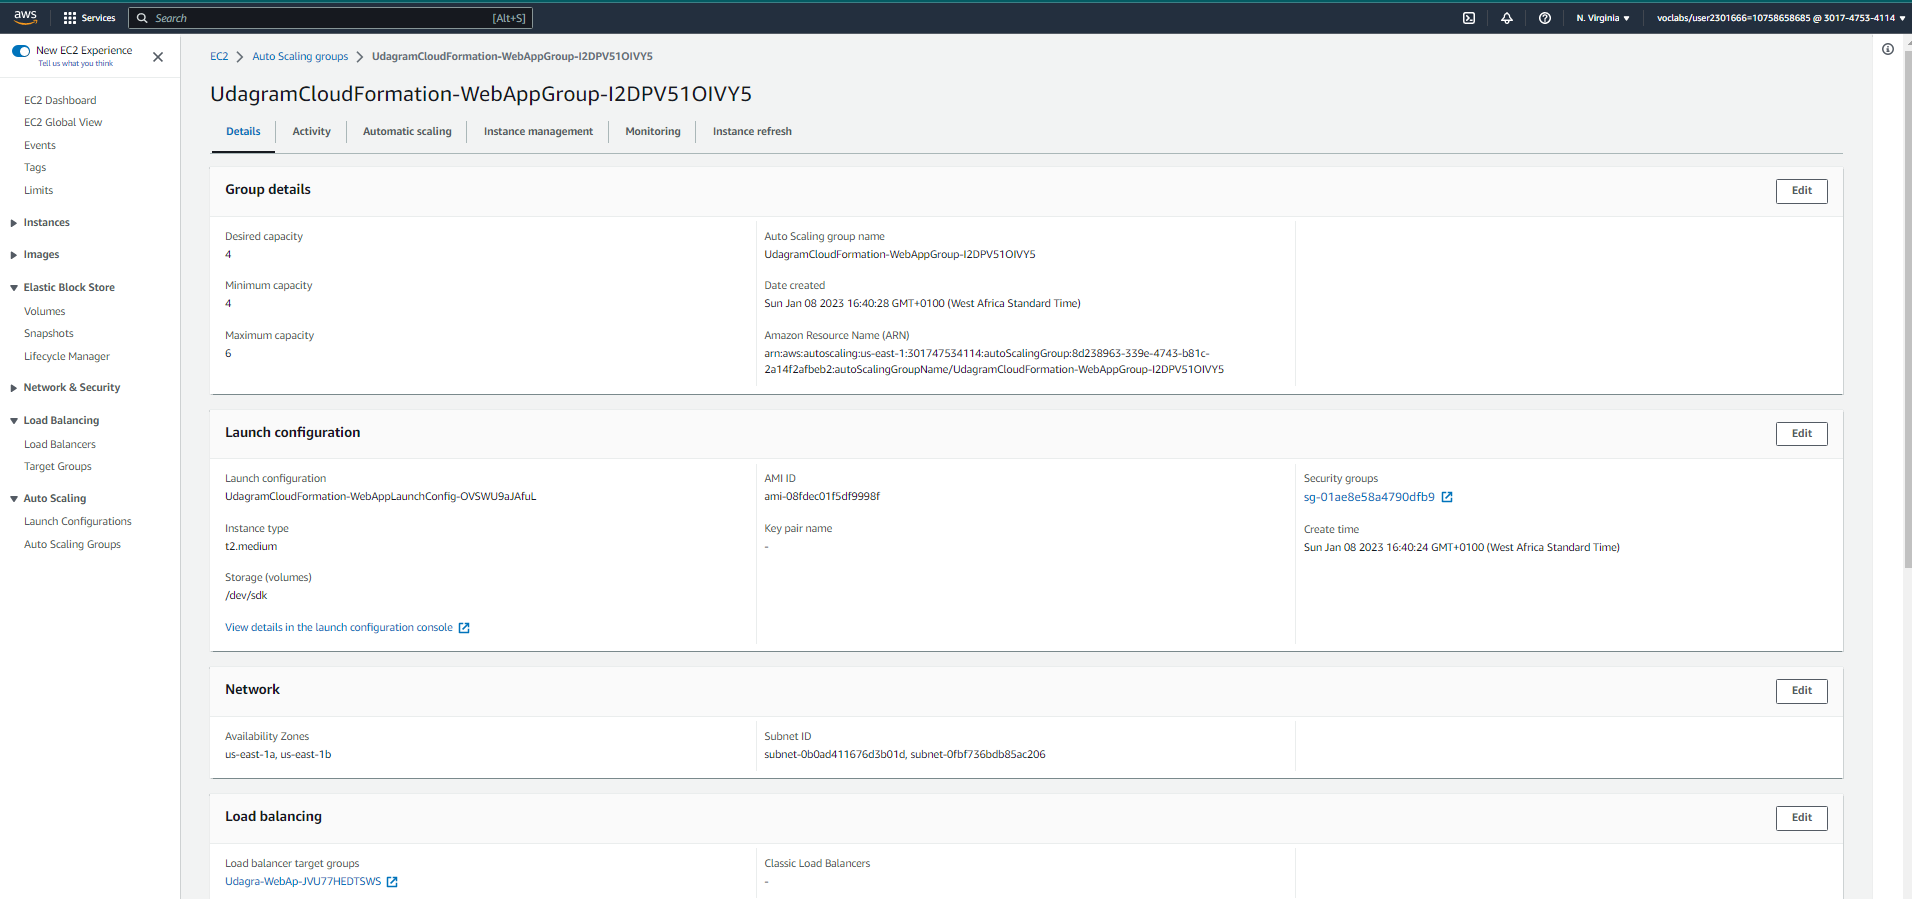 aws
Services
Search
[Alt+S]
N. Virginia
voclabs/user2301666=10758658685 @ 3017-4753-4114
New EC2 Experience
Tell us what you think
EC2 Dashboard
EC2 Global View
Events
Tags
Limits
Instances
Images
Elastic Block Store
Volumes
Snapshots
Lifecycle Manager
Network & Security
Load Balancing
Load Balancers
Target Groups
Auto Scaling
Launch Configurations
Auto Scaling Groups
EC2 > Auto Scaling groups > UdagramCloudFormation-WebAppGroup-I2DPV51OIVY5
UdagramCloudFormation-WebAppGroup-I2DPV51OIVY5
Details
Activity
Automatic scaling
Instance management
Monitoring
Instance refresh
Group details
Edit
Desired capacity
4
Minimum capacity
4
Maximum capacity
6
Auto Scaling group name
UdagramCloudFormation-WebAppGroup-I2DPV51OIVY5
Date created
Sun Jan 08 2023 16:40:28 GMT+0100 (West Africa Standard Time)
Amazon Resource Name (ARN)
arn:aws:autoscaling:us-east-1:301747534114:autoScalingGroup:8d238963-339e-4743-b81c-
2a14f2afbeb2:autoScalingGroupName/UdagramCloudFormation-WebAppGroup-I2DPV51OIVY5
Launch configuration
Edit
Launch configuration
UdagramCloudFormation-WebAppLaunchConfig-OVSWU9aJAfuL
Instance type
t2.medium
Storage (volumes)
/dev/sdk
View details in the launch configuration console
AMI ID
ami-08fdec01f5df9998f
Key pair name
-
Security groups
sg-01ae8e58a4790dfb9
Create time
Sun Jan 08 2023 16:40:24 GMT+0100 (West Africa Standard Time)
Network
Edit
Availability Zones
us-east-1a, us-east-1b
Subnet ID
subnet-0b0ad411676d3b01d, subnet-0fbf736bdb85ac206
Load balancing
Edit
Load balancer target groups
Udagra-WebAp-JVU77HEDTSWS
Classic Load Balancers
-